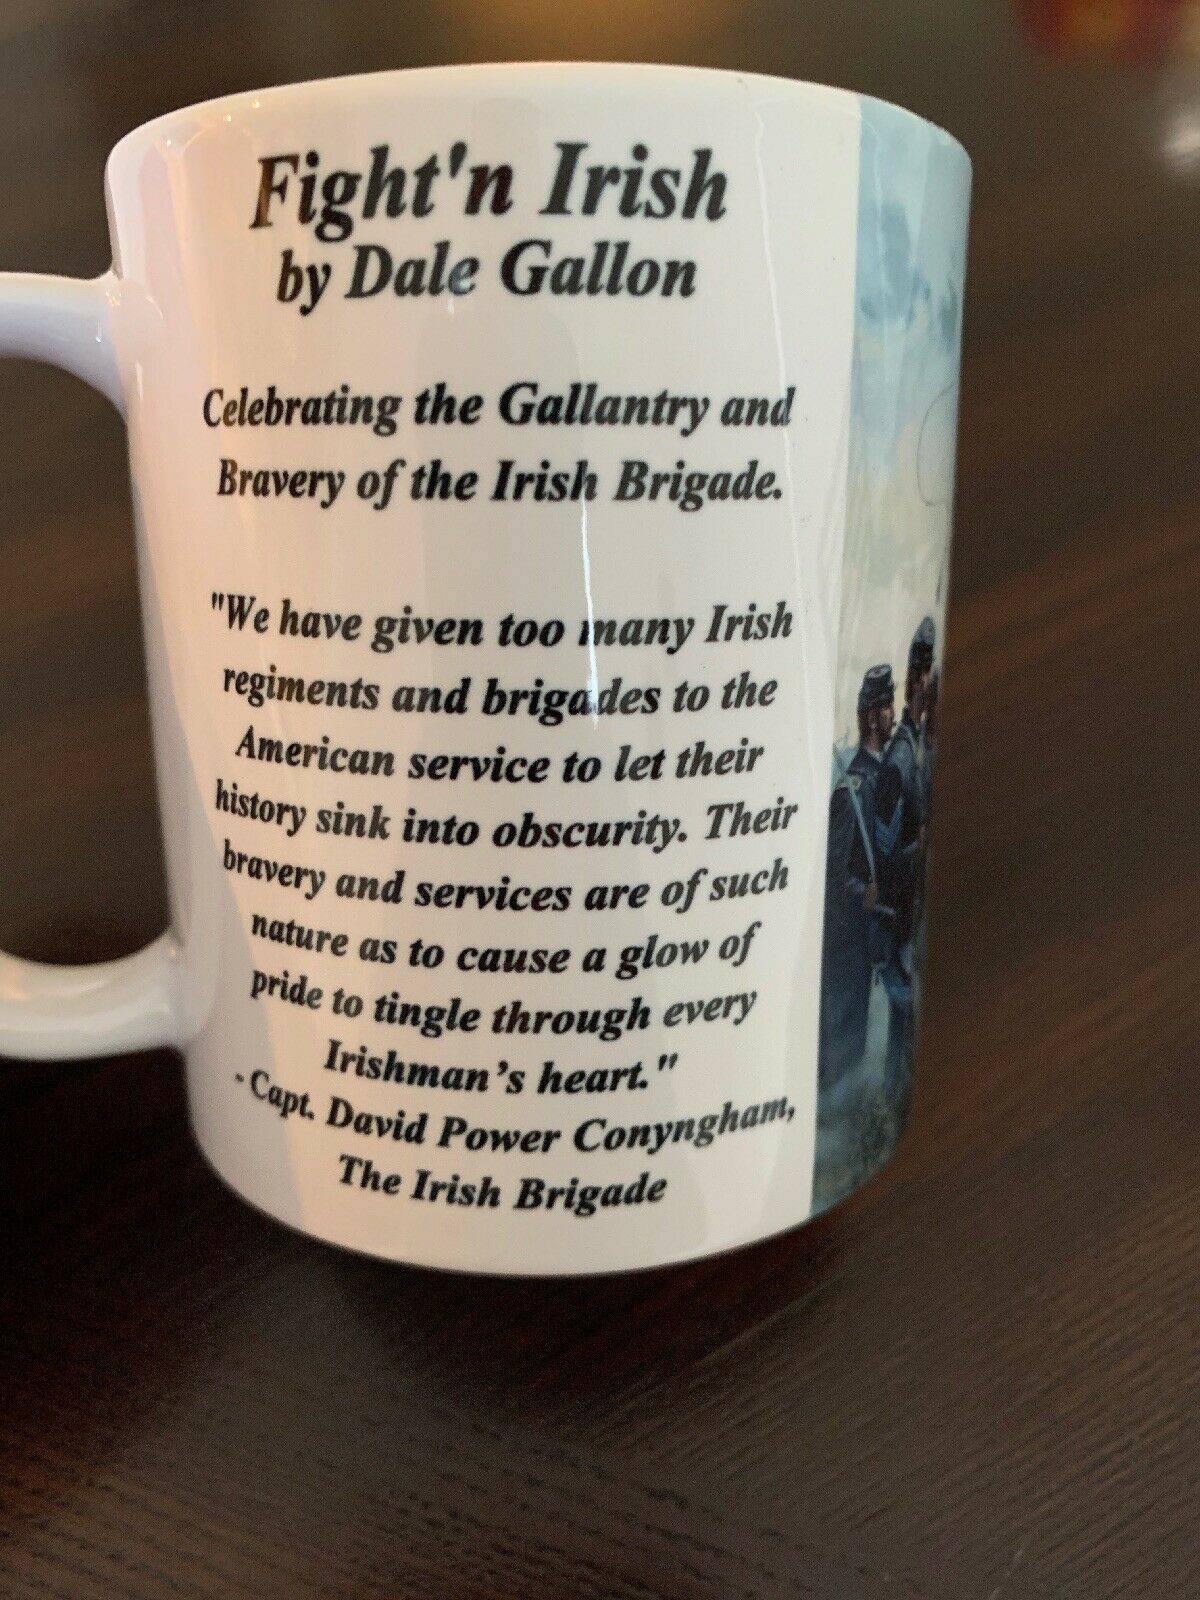 Fight'n Irish
by Dale Gallon
Celebrating the Gallantry and
Bravery of the Irish Brigade.
"We have given too many Irish
regiments and brigades to the
American service to let their
history sink into obscurity. Their
bravery and services are of such
nature as to cause a glow of
pride to tingle through every
Irishman’s heart."
- Capt. David Power Conyngham,
The Irish Brigade